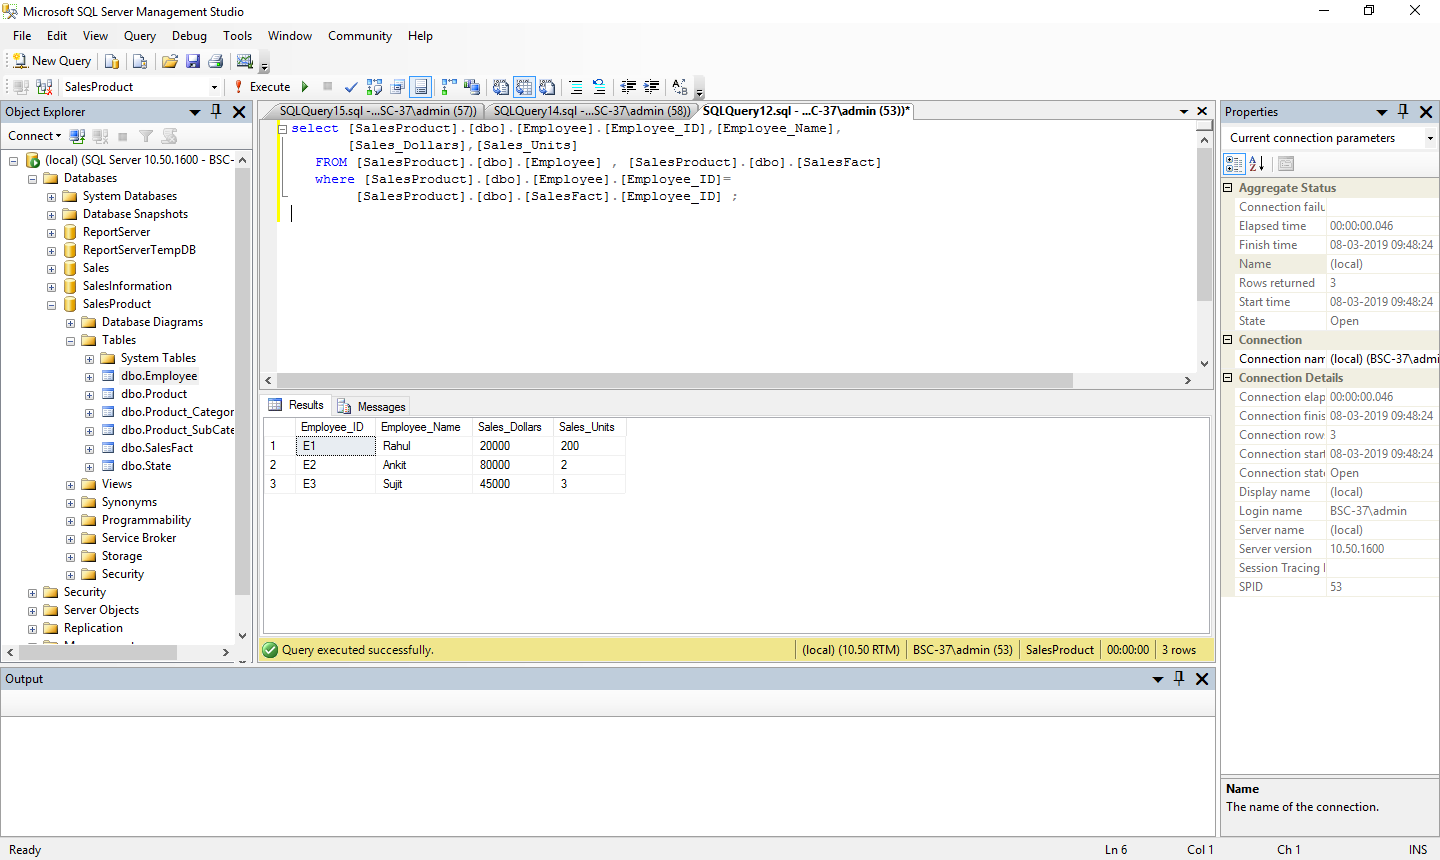 Microsoft SQL Server Management Studio
File Edit View Query Debug Tools Window Community Help
New Query
SalesProduct Execute
Object Explorer
Connect
(local) (SQL Server 10.50.1600 - BSC-
Databases
System Databases
Database Snapshots
ReportServer
ReportServerTempDB
Sales
SalesInformation
SalesProduct
Database Diagrams
Tables
System Tables
dbo.Employee
dbo.Product
dbo.Product_Categor
dbo.Product_SubCate
dbo.SalesFact
dbo.State
Views
Synonyms
Programmability
Service Broker
Storage
Security
Security
Server Objects
Replication
SQLQuery15.sql -...SC-37\admin (57)) SQLQuery14.sql -...SC-37\admin (58)) SQLQuery12.sql - ...C-37\admin (53))*
select [SalesProduct].[dbo].[Employee].[Employee_ID],[Employee_Name],
[Sales_Dollars],[Sales_Units]
FROM [SalesProduct].[dbo].[Employee] , [SalesProduct].[dbo].[SalesFact]
where [SalesProduct].[dbo].[Employee].[Employee_ID]=
[SalesProduct].[dbo].[SalesFact].[Employee_ID] ;
Results Messages
Employee_ID Employee_Name Sales_Dollars Sales_Units
1 E1 Rahul 20000 200
2 E2 Ankit 80000 2
3 E3 Sujit 45000 3
Query executed successfully. (local) (10.50 RTM) BSC-37\admin (53) SalesProduct 00:00:00 3 rows
Properties
Current connection parameters
Aggregate Status
Connection failu
Elapsed time 00:00:00.046
Finish time 08-03-2019 09:48:24
Name (local)
Rows returned 3
Start time 08-03-2019 09:48:24
State Open
Connection
Connection nam (local) (BSC-37\admi
Connection Details
Connection elap 00:00:00.046
Connection finis 08-03-2019 09:48:24
Connection row: 3
Connection start 08-03-2019 09:48:24
Connection state Open
Display name (local)
Login name BSC-37\admin
Server name (local)
Server version 10.50.1600
Session Tracing I
SPID 53
Name
The name of the connection.
Output
Ready Ln 6 Col 1 Ch 1 INS